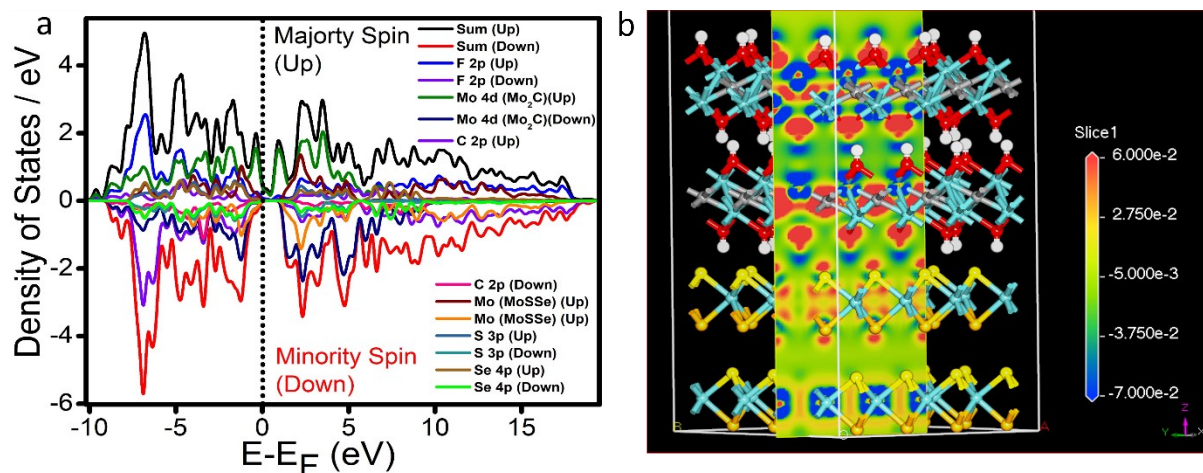 a
Density of States / eV
4
2
0
-2
-4
-6
-10
-5
0
5
10
15
E-E_F (eV)
Majorty Spin
(Up)
Sum (Up)
Sum (Down)
F 2p (Up)
F 2p (Down)
Mo 4d (Mo₂C)(Up)
Mo 4d (Mo₂C)(Down)
C 2p (Up)
Minority Spin
(Down)
C 2p (Down)
Mo (MoSSe) (Up)
Mo (MoSSe) (Up)
S 3p (Up)
S 3p (Down)
Se 4p (Up)
Se 4p (Down)
b
Slice1
6.000e-2
2.750e-2
-5.000e-3
-3.750e-2
-7.000e-2
B
A
Z
Y
X